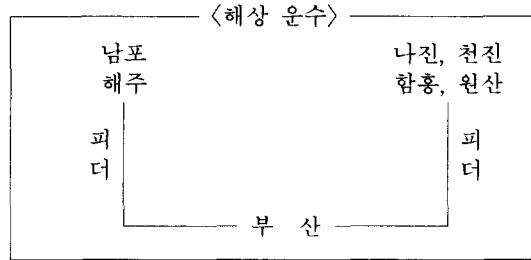 〈해상 운수〉
남포 나진, 천진
해주 함흥, 원산
피 피
더 더
부 산